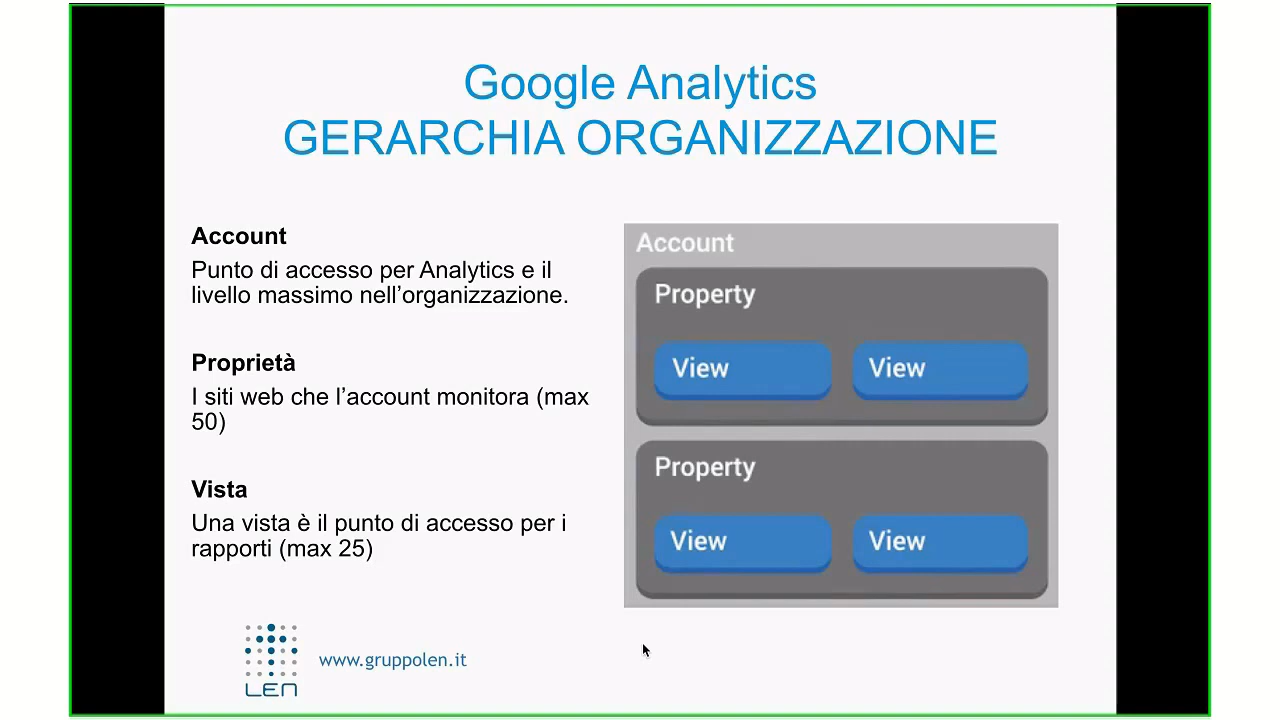 Google Analytics
GERARCHIA ORGANIZZAZIONE
Account
Punto di accesso per Analytics e il
livello massimo nell’organizzazione.
Proprietà
I siti web che l’account monitora (max
50)
Vista
Una vista è il punto di accesso per i
rapporti (max 25)
Account
Property
View View
Property
View View
LEN
www.gruppolen.it